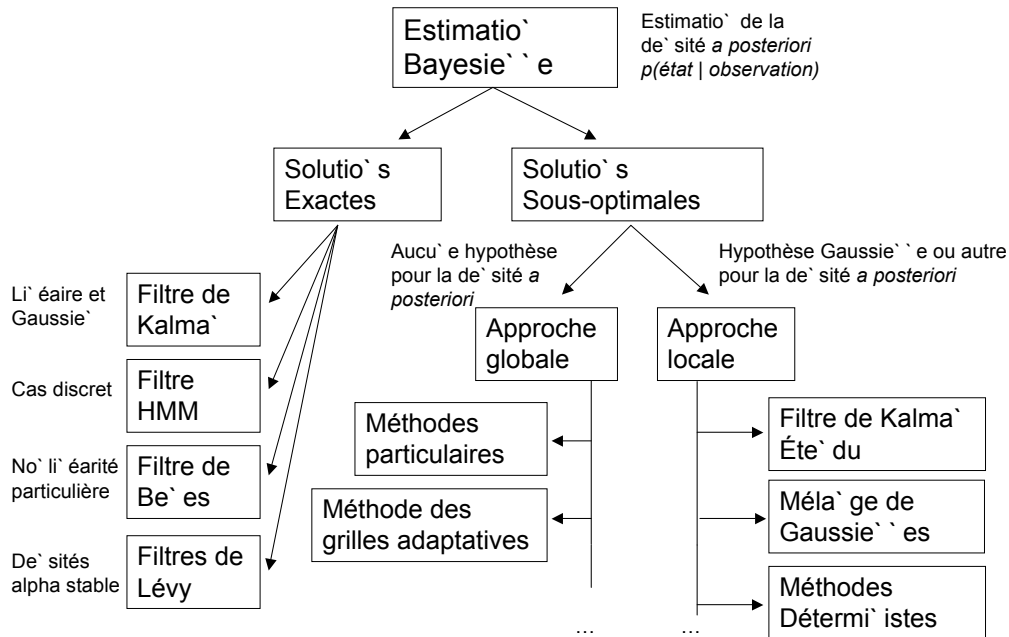 Estimatio` 
Bayesie` ` e
Estimatio` de la
de` sité a posteriori
p(état | observation)
Solutio` s
Exactes
Solutio` s
Sous-optimales
Aucu` e hypothèse
pour la de` sité a
posteriori
Hypothèse Gaussie` ` e ou autre
pour la de` sité a posteriori
Li` éaire et
Gaussie`
Filtre de
Kalma`
Cas discret
Filtre
HMM
No` li` éarité
particulière
Filtre de
Be` es
De` sités
alpha stable
Filtres de
Lévy
Approche
globale
Méthodes
particulaires
Méthode des
grilles adaptatives
...
Approche
locale
Filtre de Kalma`
Éte` du
Méla` ge de
Gaussie` ` es
Méthodes
Détermi` istes
...